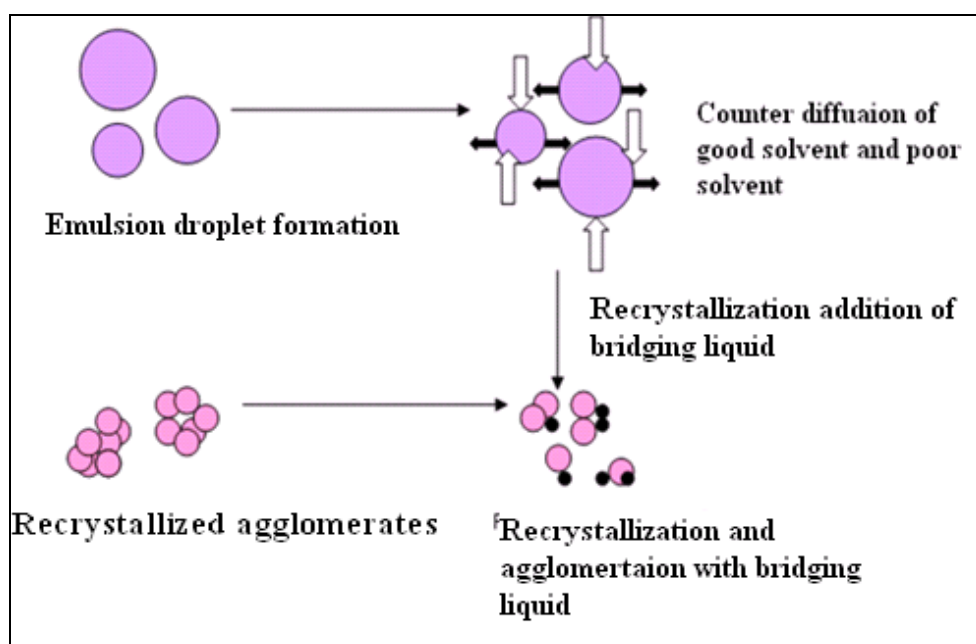 Counter diffuaion of
good solvent and poor
solvent
Emulsion droplet formation
Recrystallization addition of
bridging liquid
Recrystallized agglomerates
Recrystallization and
agglomertaion with bridging
liquid